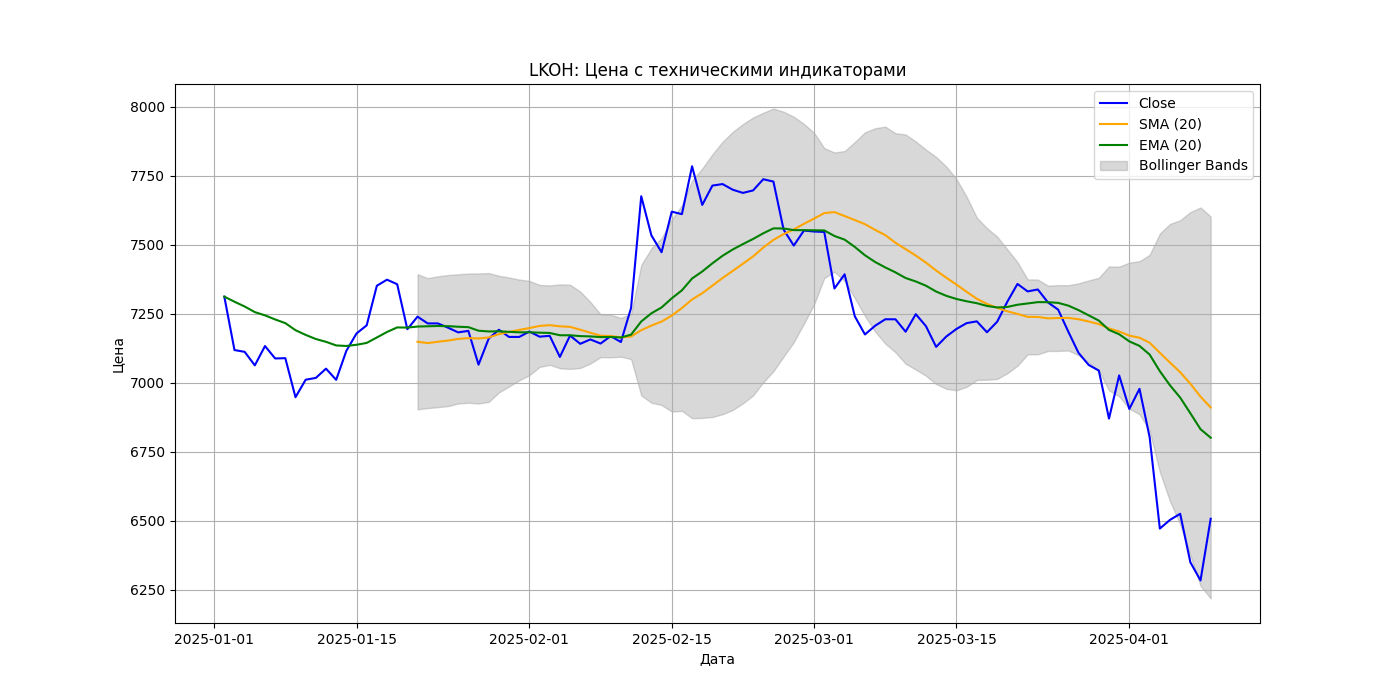 LKOH: Цена с техническими индикаторами
Close
SMA (20)
EMA (20)
Bollinger Bands
Цена
8000
7750
7500
7250
7000
6750
6500
6250
2025-01-01 2025-01-15 2025-02-01 2025-02-15 2025-03-01 2025-03-15 2025-04-01
Дата